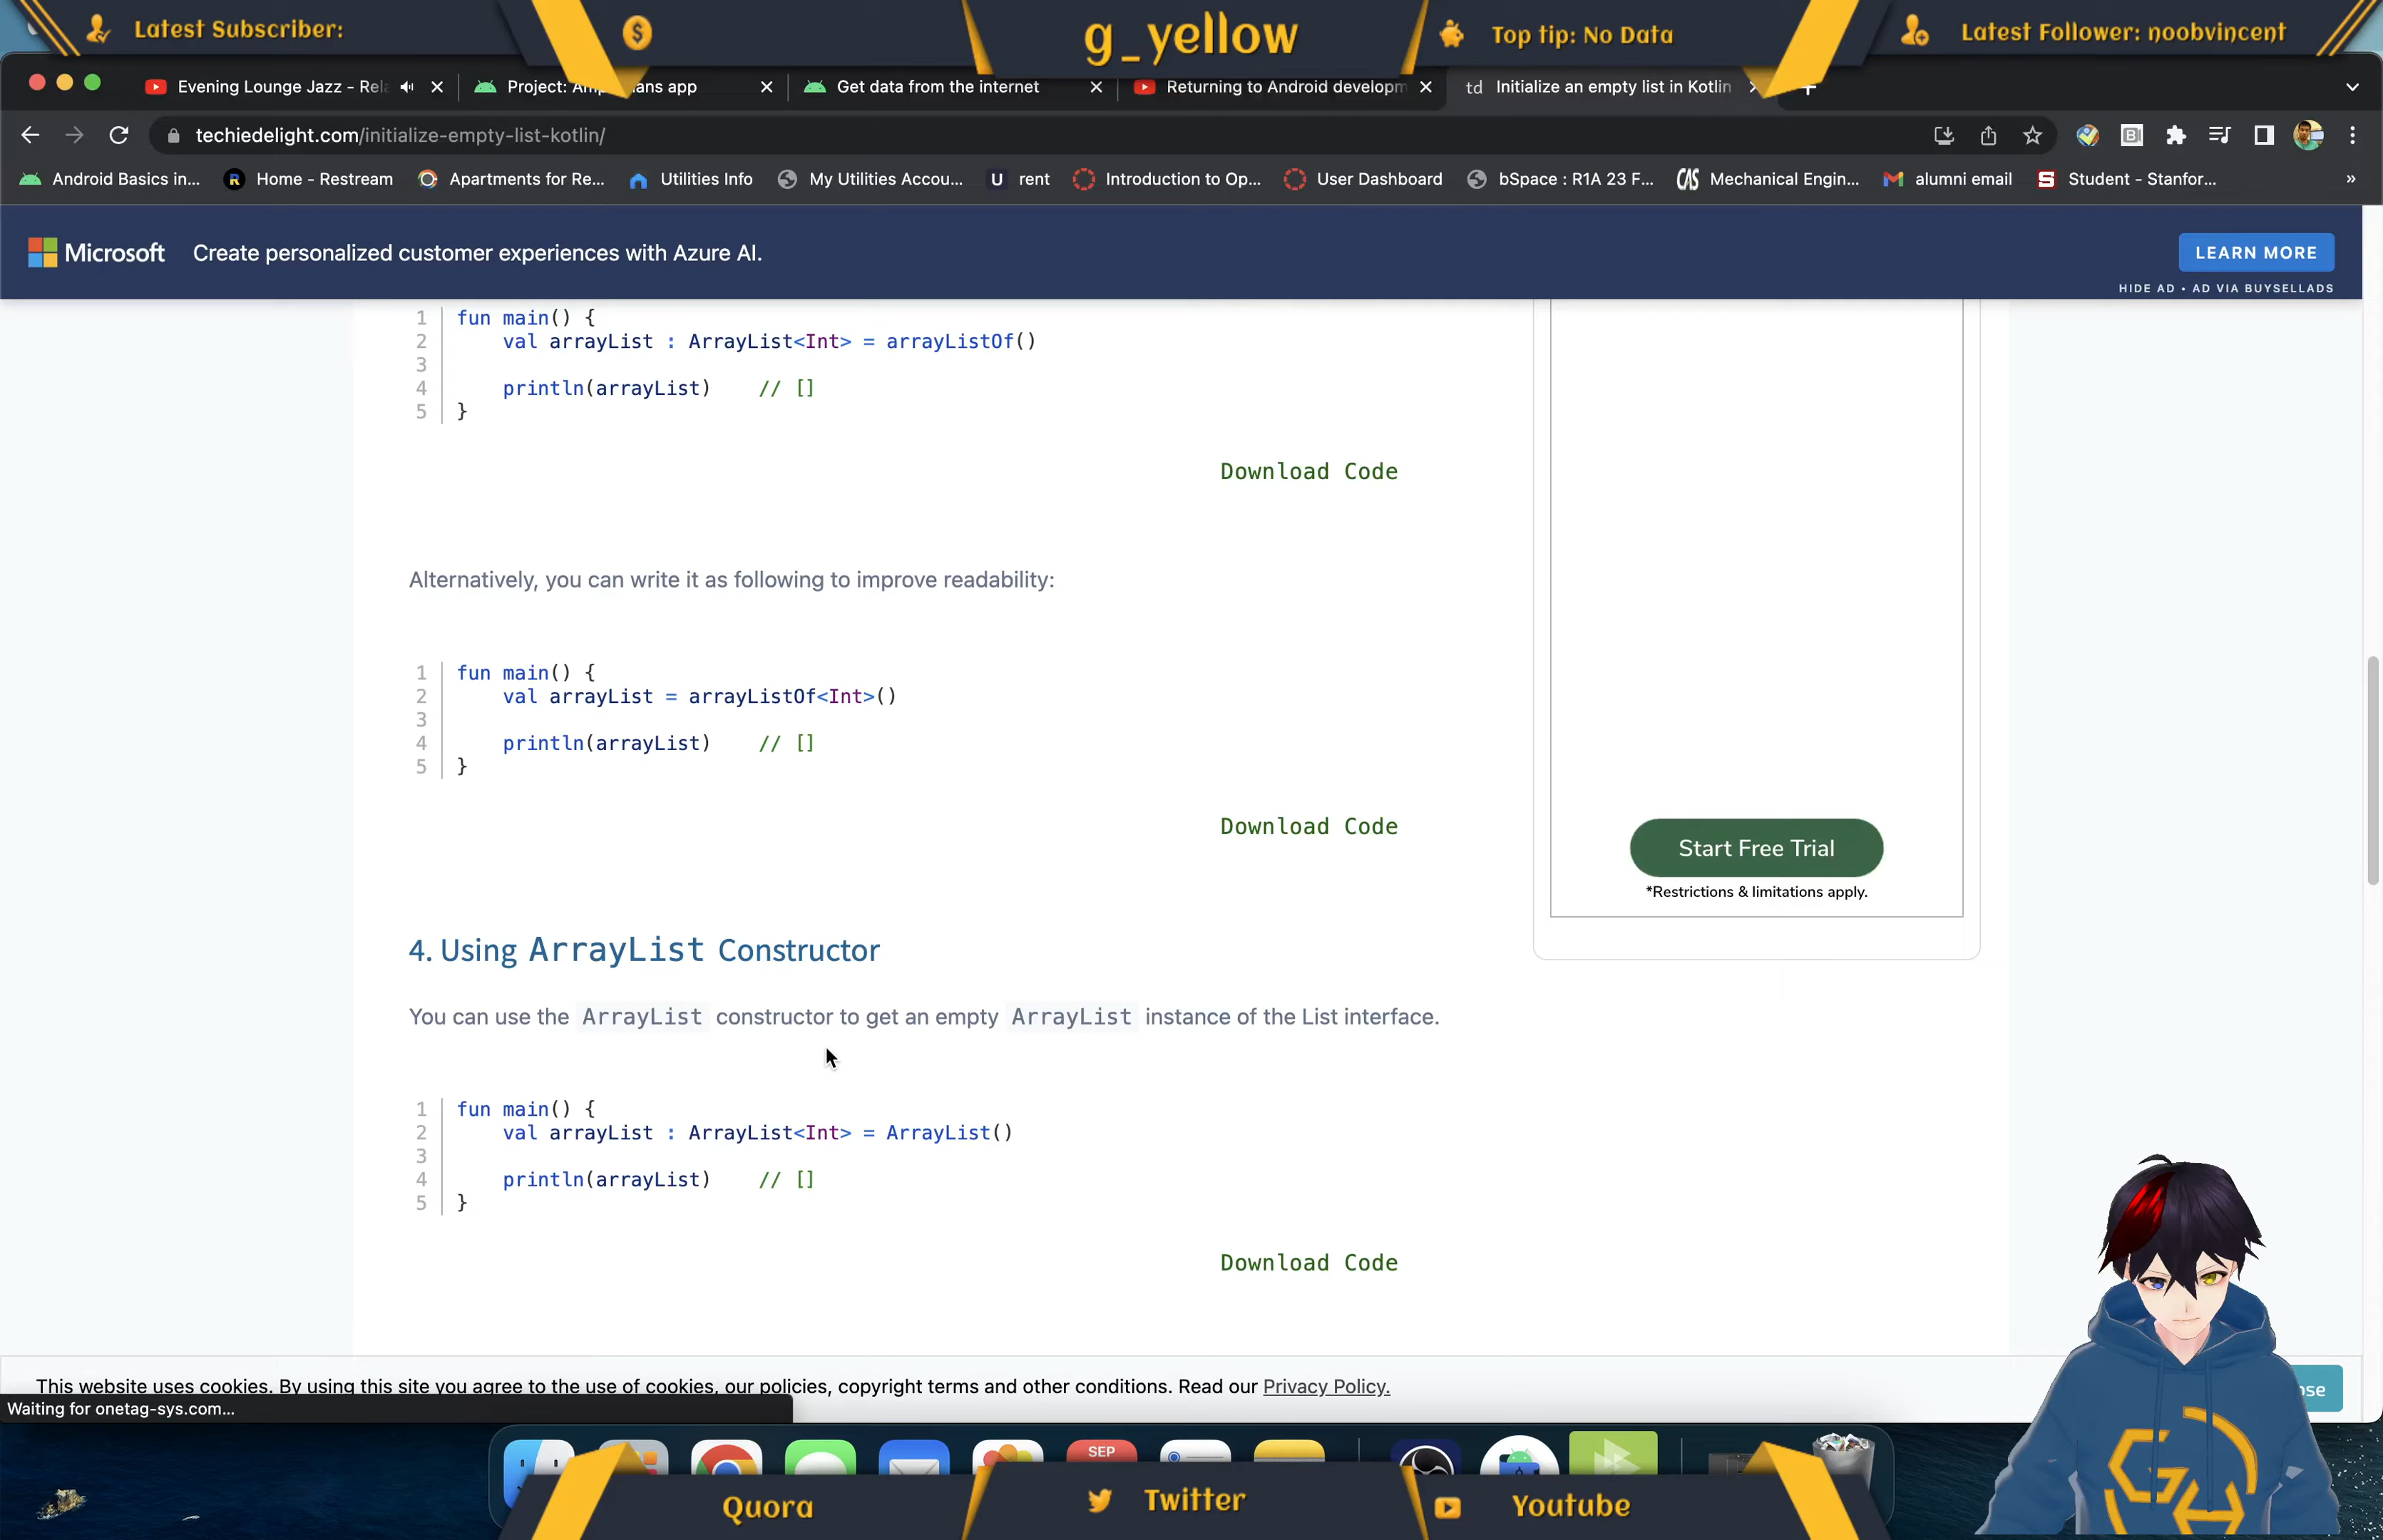 Latest Subscriber:
g_yellow
Top tip: No Data
Latest Follower: noobvincent
Evening Lounge Jazz - Rel
Project: Am ans app
Get data from the internet
Returning to Android developm
td Initialize an empty list in Kotlin
techiedelight.com/initialize-empty-list-kotlin/
Android Basics in...
Home - Restream
Apartments for Re...
Utilities Info
My Utilities Accou...
rent
Introduction to Op...
User Dashboard
bSpace : R1A 23 F...
Mechanical Engin...
alumni email
Student - Stanfor...
»
Microsoft
Create personalized customer experiences with Azure AI.
LEARN MORE
HIDE AD • AD VIA BUYSELLADS
1 fun main() {
2 val arrayList : ArrayList<Int> = arrayListOf()
3
4 println(arrayList) // []
5 }
Download Code
Alternatively, you can write it as following to improve readability:
1 fun main() {
2 val arrayList = arrayListOf<Int>()
3
4 println(arrayList) // []
5 }
Download Code
Start Free Trial
*Restrictions & limitations apply.
4. Using ArrayList Constructor
You can use the ArrayList constructor to get an empty ArrayList instance of the List interface.
1 fun main() {
2 val arrayList : ArrayList<Int> = ArrayList()
3
4 println(arrayList) // []
5 }
Download Code
This website uses cookies. By using this site you agree to the use of cookies, our policies, copyright terms and other conditions. Read our Privacy Policy.
Waiting for onetag-sys.com...
SEP
Quora
Twitter
Youtube